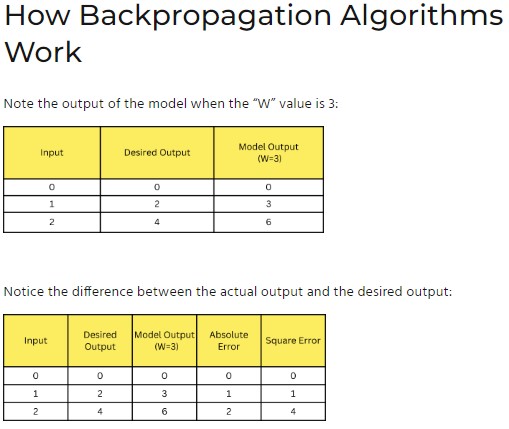 How Backpropagation Algorithms
Work
Note the output of the model when the “W” value is 3:
Input Desired Output Model Output (W=3)
0 0 0
1 2 3
2 4 6
Notice the difference between the actual output and the desired output:
Input Desired Output Model Output (W=3) Absolute Error Square Error
0 0 0 0 0
1 2 3 1 1
2 4 6 2 4